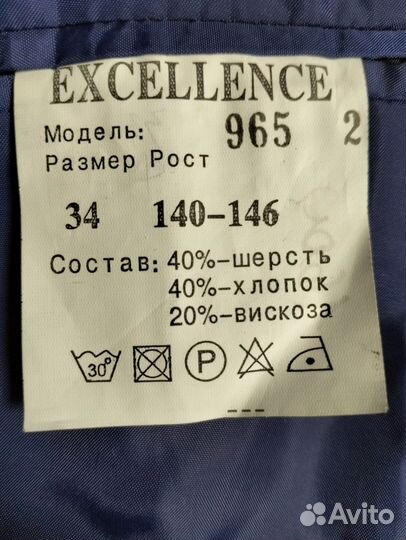 EXCELLENCE
Модель: 965 2
Размер Рост
34 140-146
Состав: 40%-шерсть
40%-хлопок
20%-вискоза
30°
P
Avito